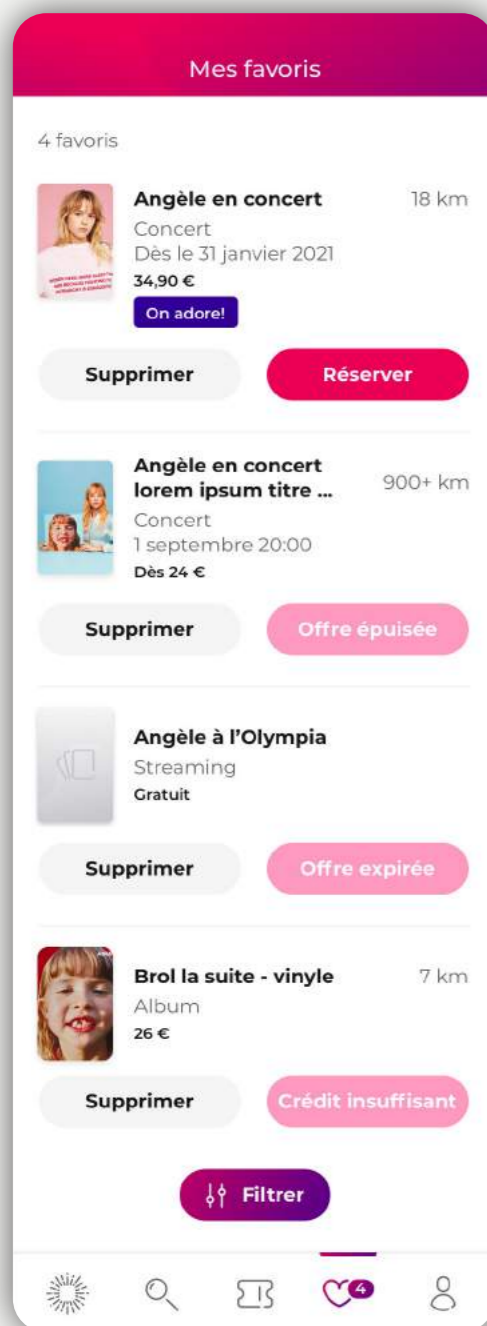 Mes favoris
4 favoris
Angèle en concert
18 km
Concert
Dès le 31 janvier 2021
34,90 €
On adore!
Supprimer
Réserver
Angèle en concert
lorem ipsum titre ...
900+ km
Concert
1 septembre 20:00
Dès 24 €
Supprimer
Offre épuisée
Angèle à l’Olympia
Streaming
Gratuit
Supprimer
Offre expirée
Brol la suite - vinyle
7 km
Album
26 €
Supprimer
Crédit insuffisant
Filtrer
4